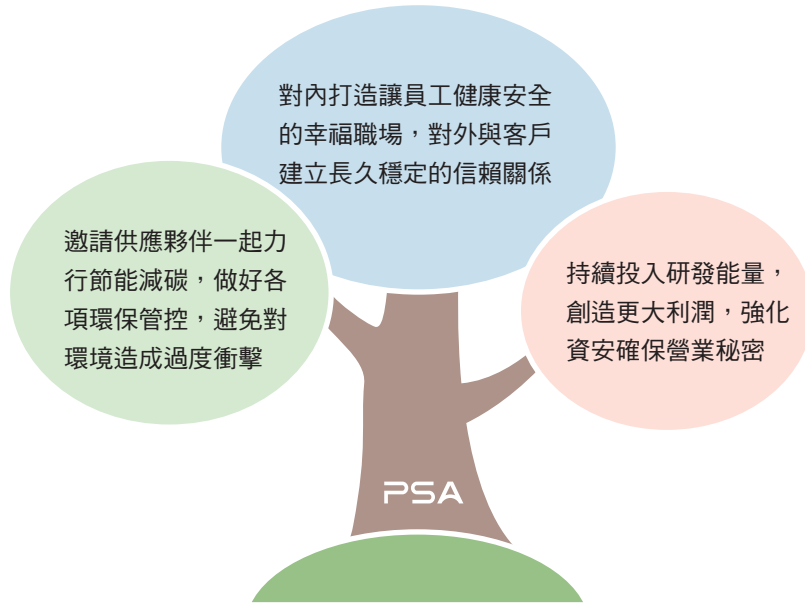 對內打造讓員工健康安全
的幸福職場，對外與客戶
建立長久穩定的信賴關係
邀請供應夥伴一起力
行節能減碳，做好各
項環保管控，避免對
環境造成過度衝擊
持續投入研發能量，
創造更大利潤，強化
資安確保營業秘密
PSA